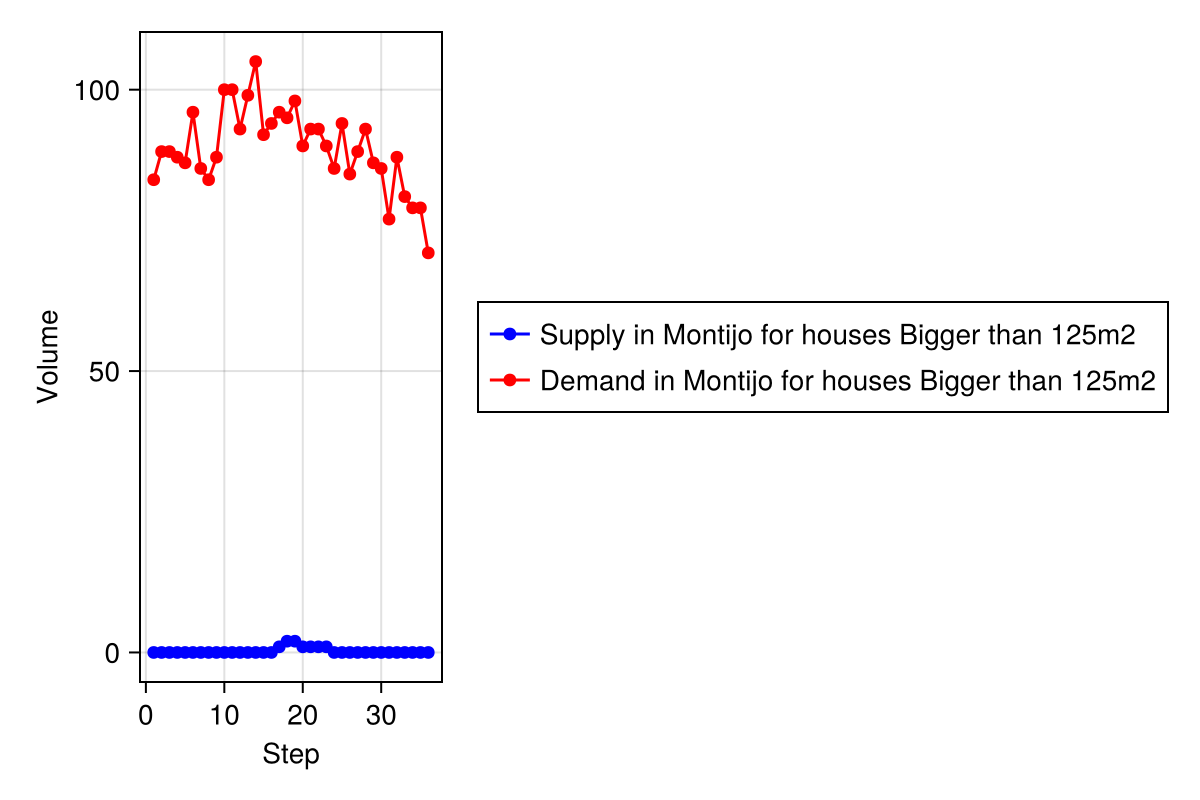 100
50
0
Volume
0 10 20 30
Step
Supply in Montijo for houses Bigger than 125m2
Demand in Montijo for houses Bigger than 125m2